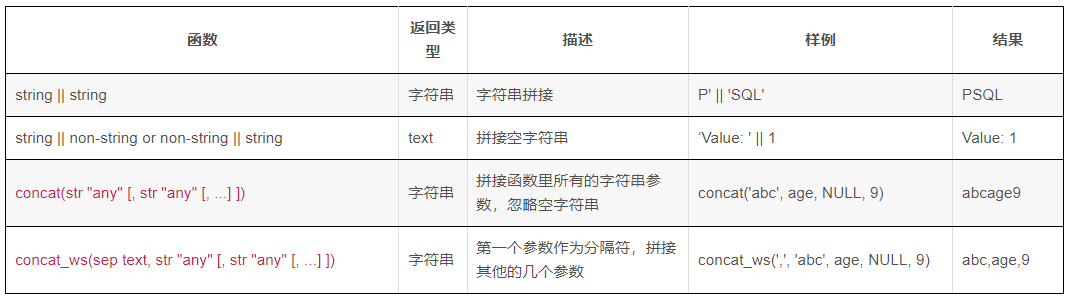 函数 返回类型 描述 样例 结果
string || string 字符串 字符串拼接 P' || 'SQL' PSQL
string || non-string or non-string || string text 拼接空字符串 ‘Value: ' || 1 Value: 1
concat(str "any" [, str "any" [, ...] ]) 字符串 拼接函数里所有的字符串参数，忽略空字符串 concat('abc', age, NULL, 9) abcage9
concat_ws(sep text, str "any" [, str "any" [, ...] ]) 字符串 第一个参数作为分隔符，拼接其他的几个参数 concat_ws(',', 'abc', age, NULL, 9) abc,age,9